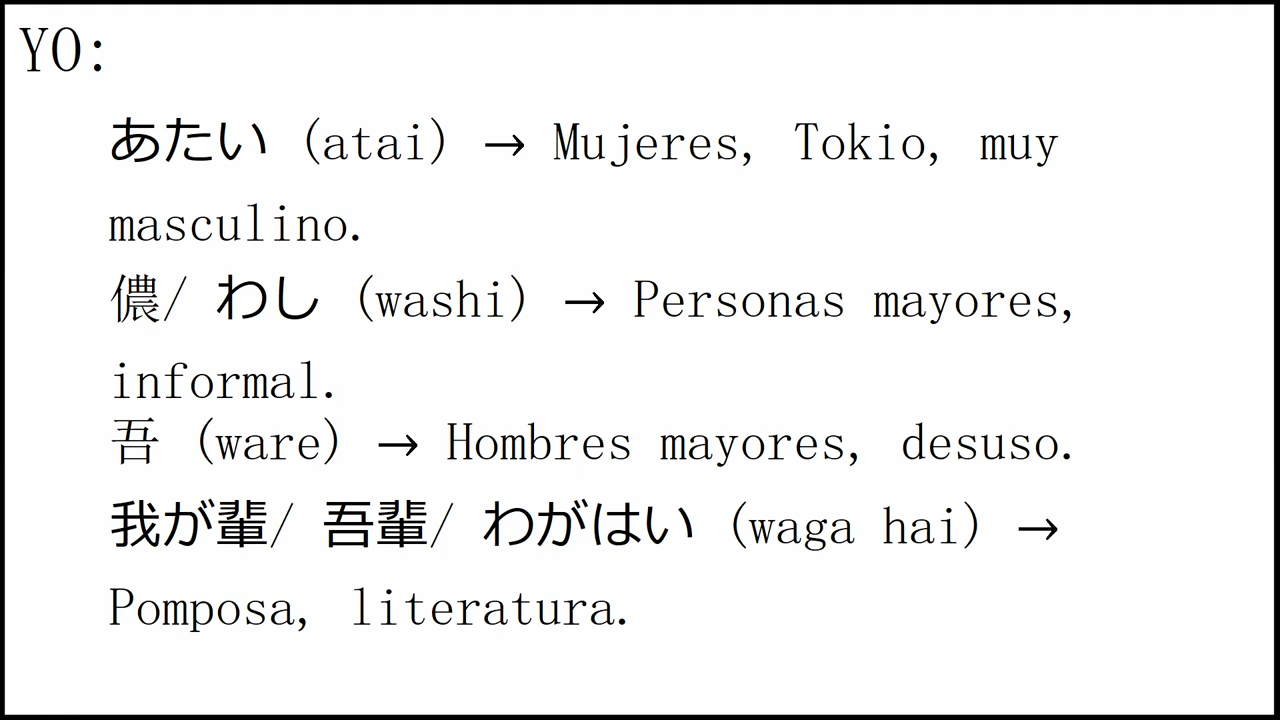 YO:
あたい (atai) → Mujeres, Tokio, muy
masculino.
儂/ わし (washi) → Personas mayores,
informal.
吾 (ware) → Hombres mayores, desuso.
我が輩/ 吾輩/ わがはい (waga hai) →
Pomposa, literatura.